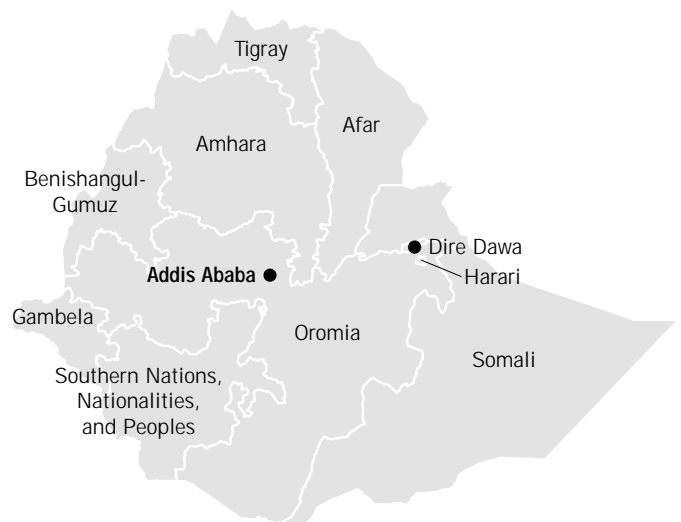 Tigray
Afar
Amhara
Benishangul-
Gumuz
Dire Dawa
Addis Ababa
Harari
Gambela
Oromia
Somali
Southern Nations,
Nationalities,
and Peoples